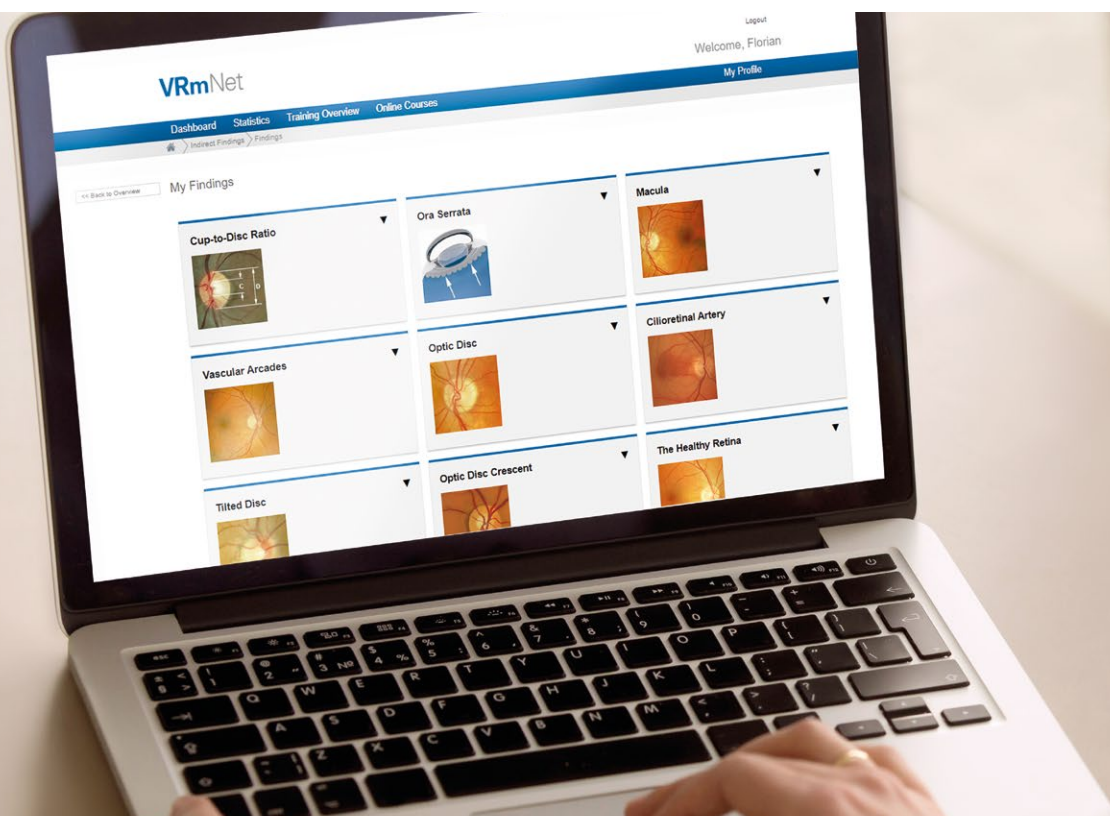 Logout
Welcome, Florian
VRmNet
My Profile
Dashboard Statistics Training Overview Online Courses
Indirect Findings Findings
<< Back to Overview
My Findings
Cup-to-Disc Ratio
C D
Ora Serrata
Macula
Vascular Arcades
Optic Disc
Cilioretinal Artery
Tilted Disc
Optic Disc Crescent
The Healthy Retina
esc
Q W E R T Y U I O P
A S D F G H J K L
Z X C V B N M